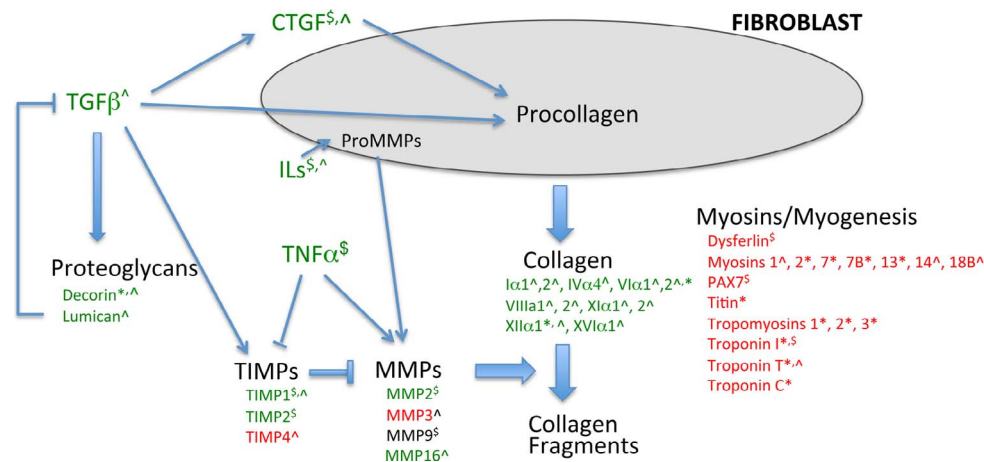 FIBROBLAST
CTGF$,^
TGFβ^
Procollagen
ProMMPs
ILs$,^
Proteoglycans
Decorin*,^
Lumican^
TNFα$
Collagen
Iα1^,2^, IVα4^, VIα1^,2^,*
VIIIa1^, 2^, XIα1^, 2^
XIIα1*,^, XVIα1^
Myosins/Myogenesis
Dysferlin$
Myosins 1^, 2*, 7*, 7B*, 13*, 14^, 18B^
PAX7$
Titin*
Tropomyosins 1*, 2*, 3*
Troponin I*,$
Troponin T*,^
Troponin C*
TIMPs
TIMP1$,^
TIMP2$
TIMP4^
MMPs
MMP2$
MMP3^
MMP9$
MMP16^
Collagen
Fragments